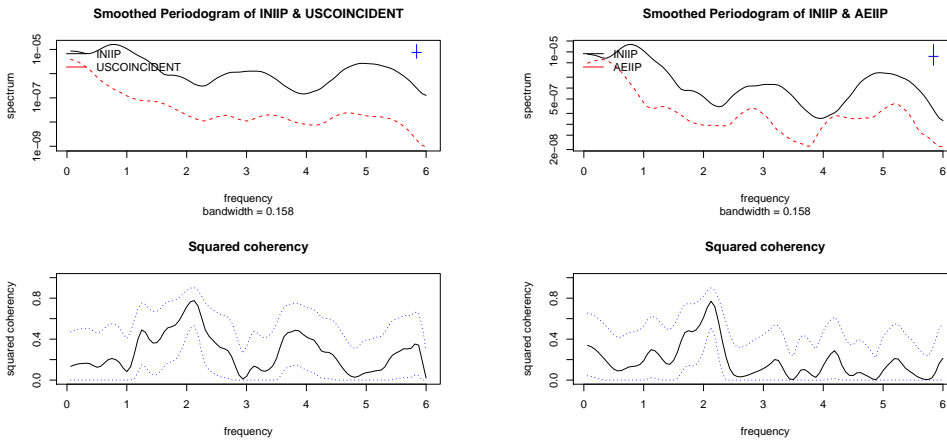 Smoothed Periodogram of INIIP & USCOINCIDENT
spectrum
1e-05
1e-07
1e-09
INIIP
USCOINCIDENT
0 1 2 3 4 5 6
frequency
bandwidth = 0.158
Smoothed Periodogram of INIIP & AEIIP
spectrum
1e-05
5e-07
2e-08
INIIP
AEIIP
0 1 2 3 4 5 6
frequency
bandwidth = 0.158
Squared coherency
squared coherency
0.8
0.4
0.0
0 1 2 3 4 5 6
frequency
Squared coherency
squared coherency
0.8
0.4
0.0
0 1 2 3 4 5 6
frequency